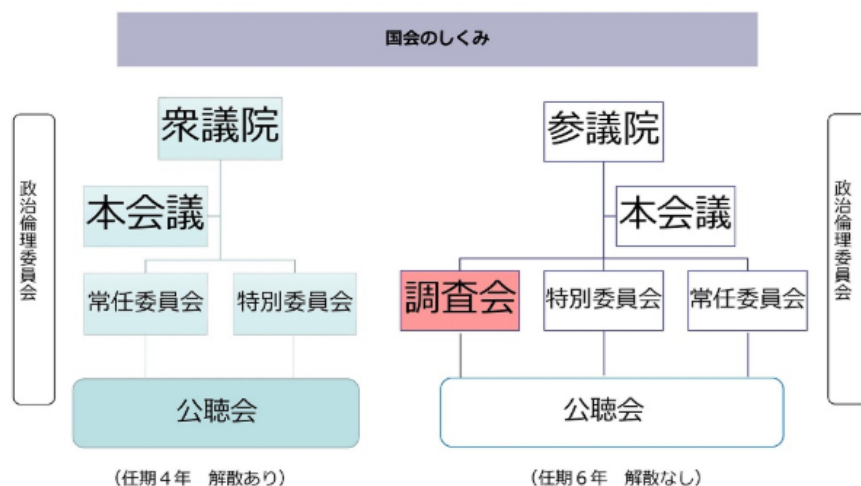 国会のしくみ
政治倫理委員会
衆議院
本会議
常任委員会
特別委員会
公聴会
（任期４年　解散あり）
参議院
本会議
調査会
特別委員会
常任委員会
公聴会
（任期６年　解散なし）
政治倫理委員会